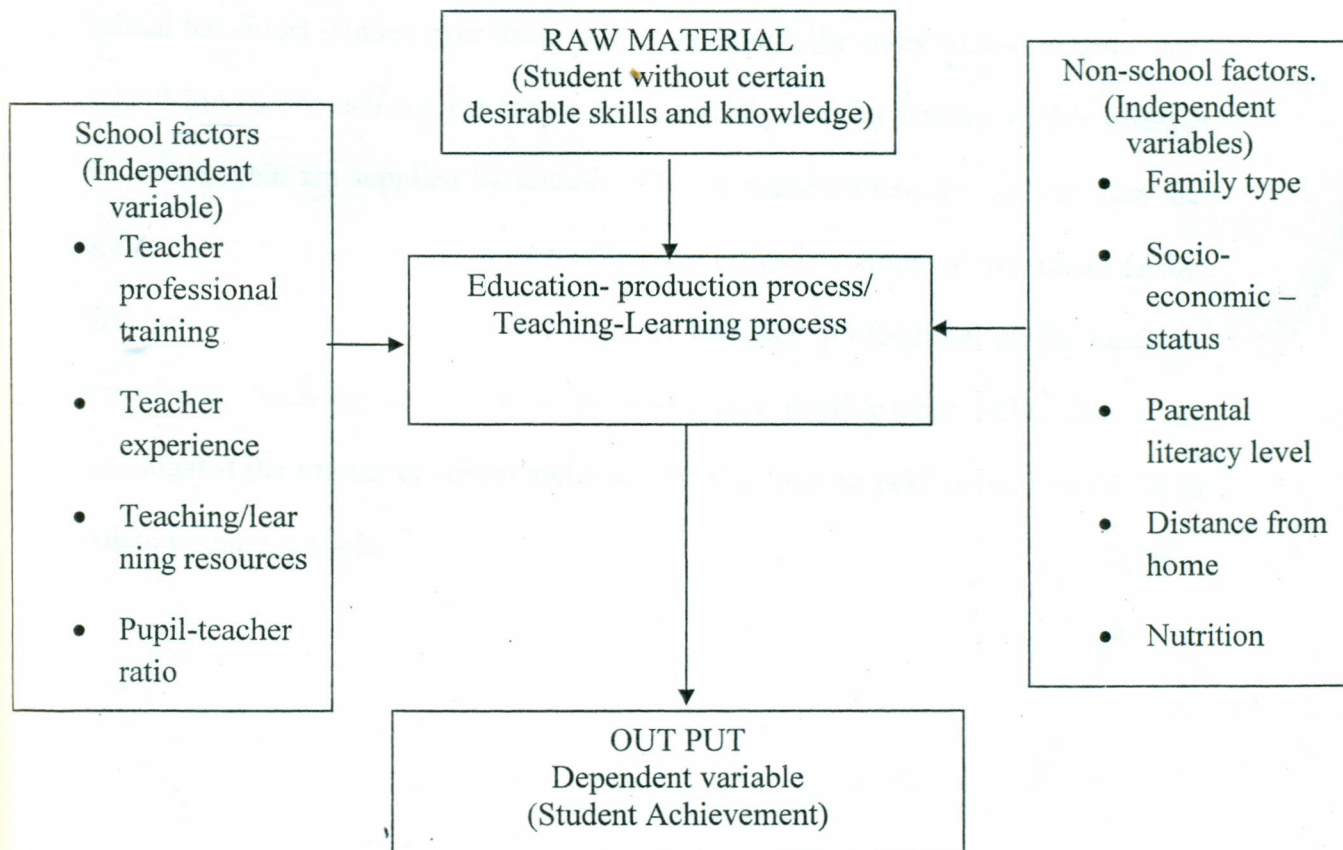 RAW MATERIAL
(Student without certain
desirable skills and knowledge)
School factors
(Independent
variable)
• Teacher
professional
training
• Teacher
experience
• Teaching/lear
ning resources
• Pupil-teacher
ratio
Education- production process/
Teaching-Learning process
Non-school factors.
(Independent
variables)
• Family type
• Socio-
economic –
status
• Parental
literacy level
• Distance from
home
• Nutrition
OUT PUT
Dependent variable
(Student Achievement)